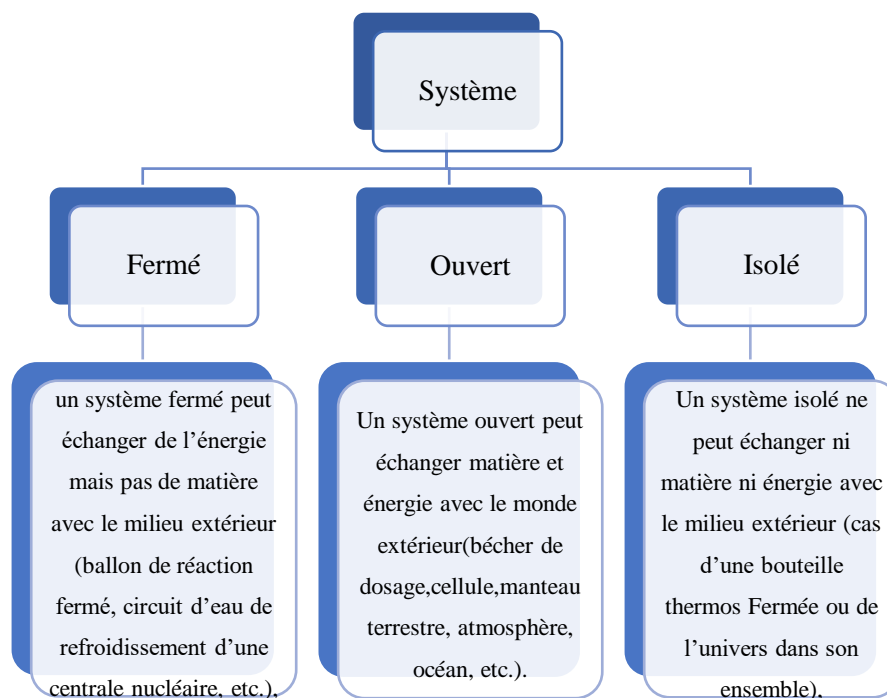 Système
Fermé
Ouvert
Isolé
un système fermé peut
échanger de l’énergie
mais pas de matière
avec le milieu extérieur
(ballon de réaction
fermé, circuit d’eau de
refroidissement d’une
centrale nucléaire, etc.),
Un système ouvert peut
échanger matière et
énergie avec le monde
extérieur(bécher de
dosage,cellule,manteau
terrestre, atmosphère,
océan, etc.).
Un système isolé ne
peut échanger ni
matière ni énergie avec
le milieu extérieur (cas
d’une bouteille
thermos Fermée ou de
l’univers dans son
ensemble),